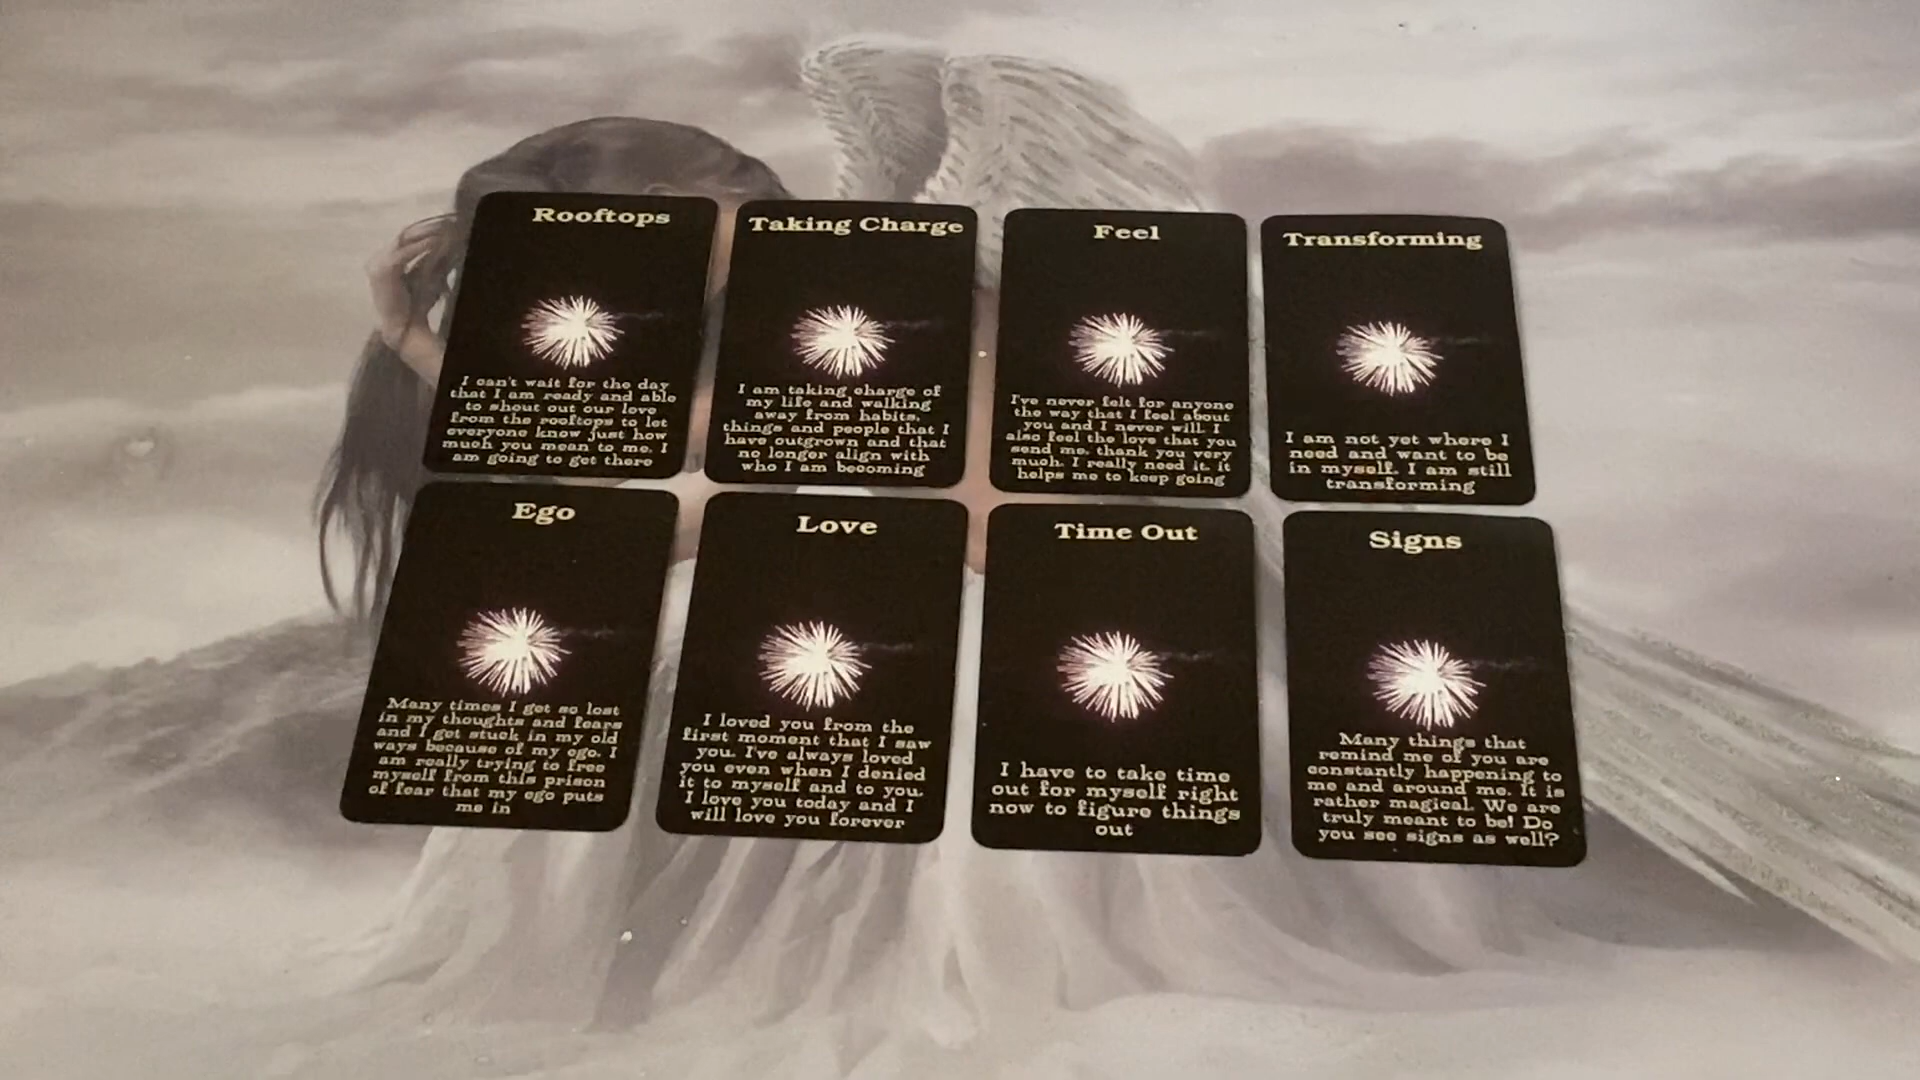 Rooftops
I can't wait for the day
that I am ready and able
to shout out our love
from the rooftops to let
everyone know just how
much you mean to me. I
am going to get there
Taking Charge
I am taking charge of
my life and walking
away from habits,
things and people that I
have outgrown and that
no longer align with
who I am becoming
Feel
I've never felt for anyone
the way that I feel about
you and I never will. I
also feel the love that you
send me, thank you very
much. I really need it, it
helps me to keep going
Transforming
I am not yet where I
need and want to be
in myself. I am still
transforming
Ego
Many times I get so lost
in my thoughts and fears
and I get stuck in my old
ways because of my ego. I
am really trying to free
myself from this prison
of fear that my ego puts
me in
Love
I loved you from the
first moment that I saw
you. I've always loved
you even when I denied
it to myself and to you.
I love you today and I
will love you forever
Time Out
I have to take time
out for myself right
now to figure things
out
Signs
Many things that
remind me of you are
constantly happening to
me and around me. It is
rather magical. We are
truly meant to be! Do
you see signs as well?